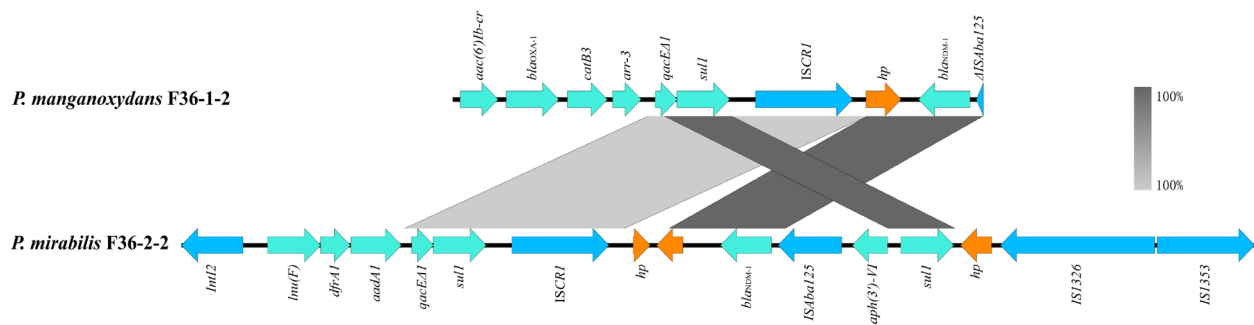 aac(6')Ib-cr
blaOXA-1
catB3
arr-3
qacEΔ1
sul1
ISCR1
hp
blaNDM-1
ΔISAba125
P. manganoxydans F36-1-2
100%
100%
P. mirabilis F36-2-2
IntI2
lnu(F)
dfrA1
aadA1
qacEΔ1
sul1
ISCR1
hp
blaNDM-1
ISAba125
aph(3')-VI
sul1
hp
IS1326
IS1353